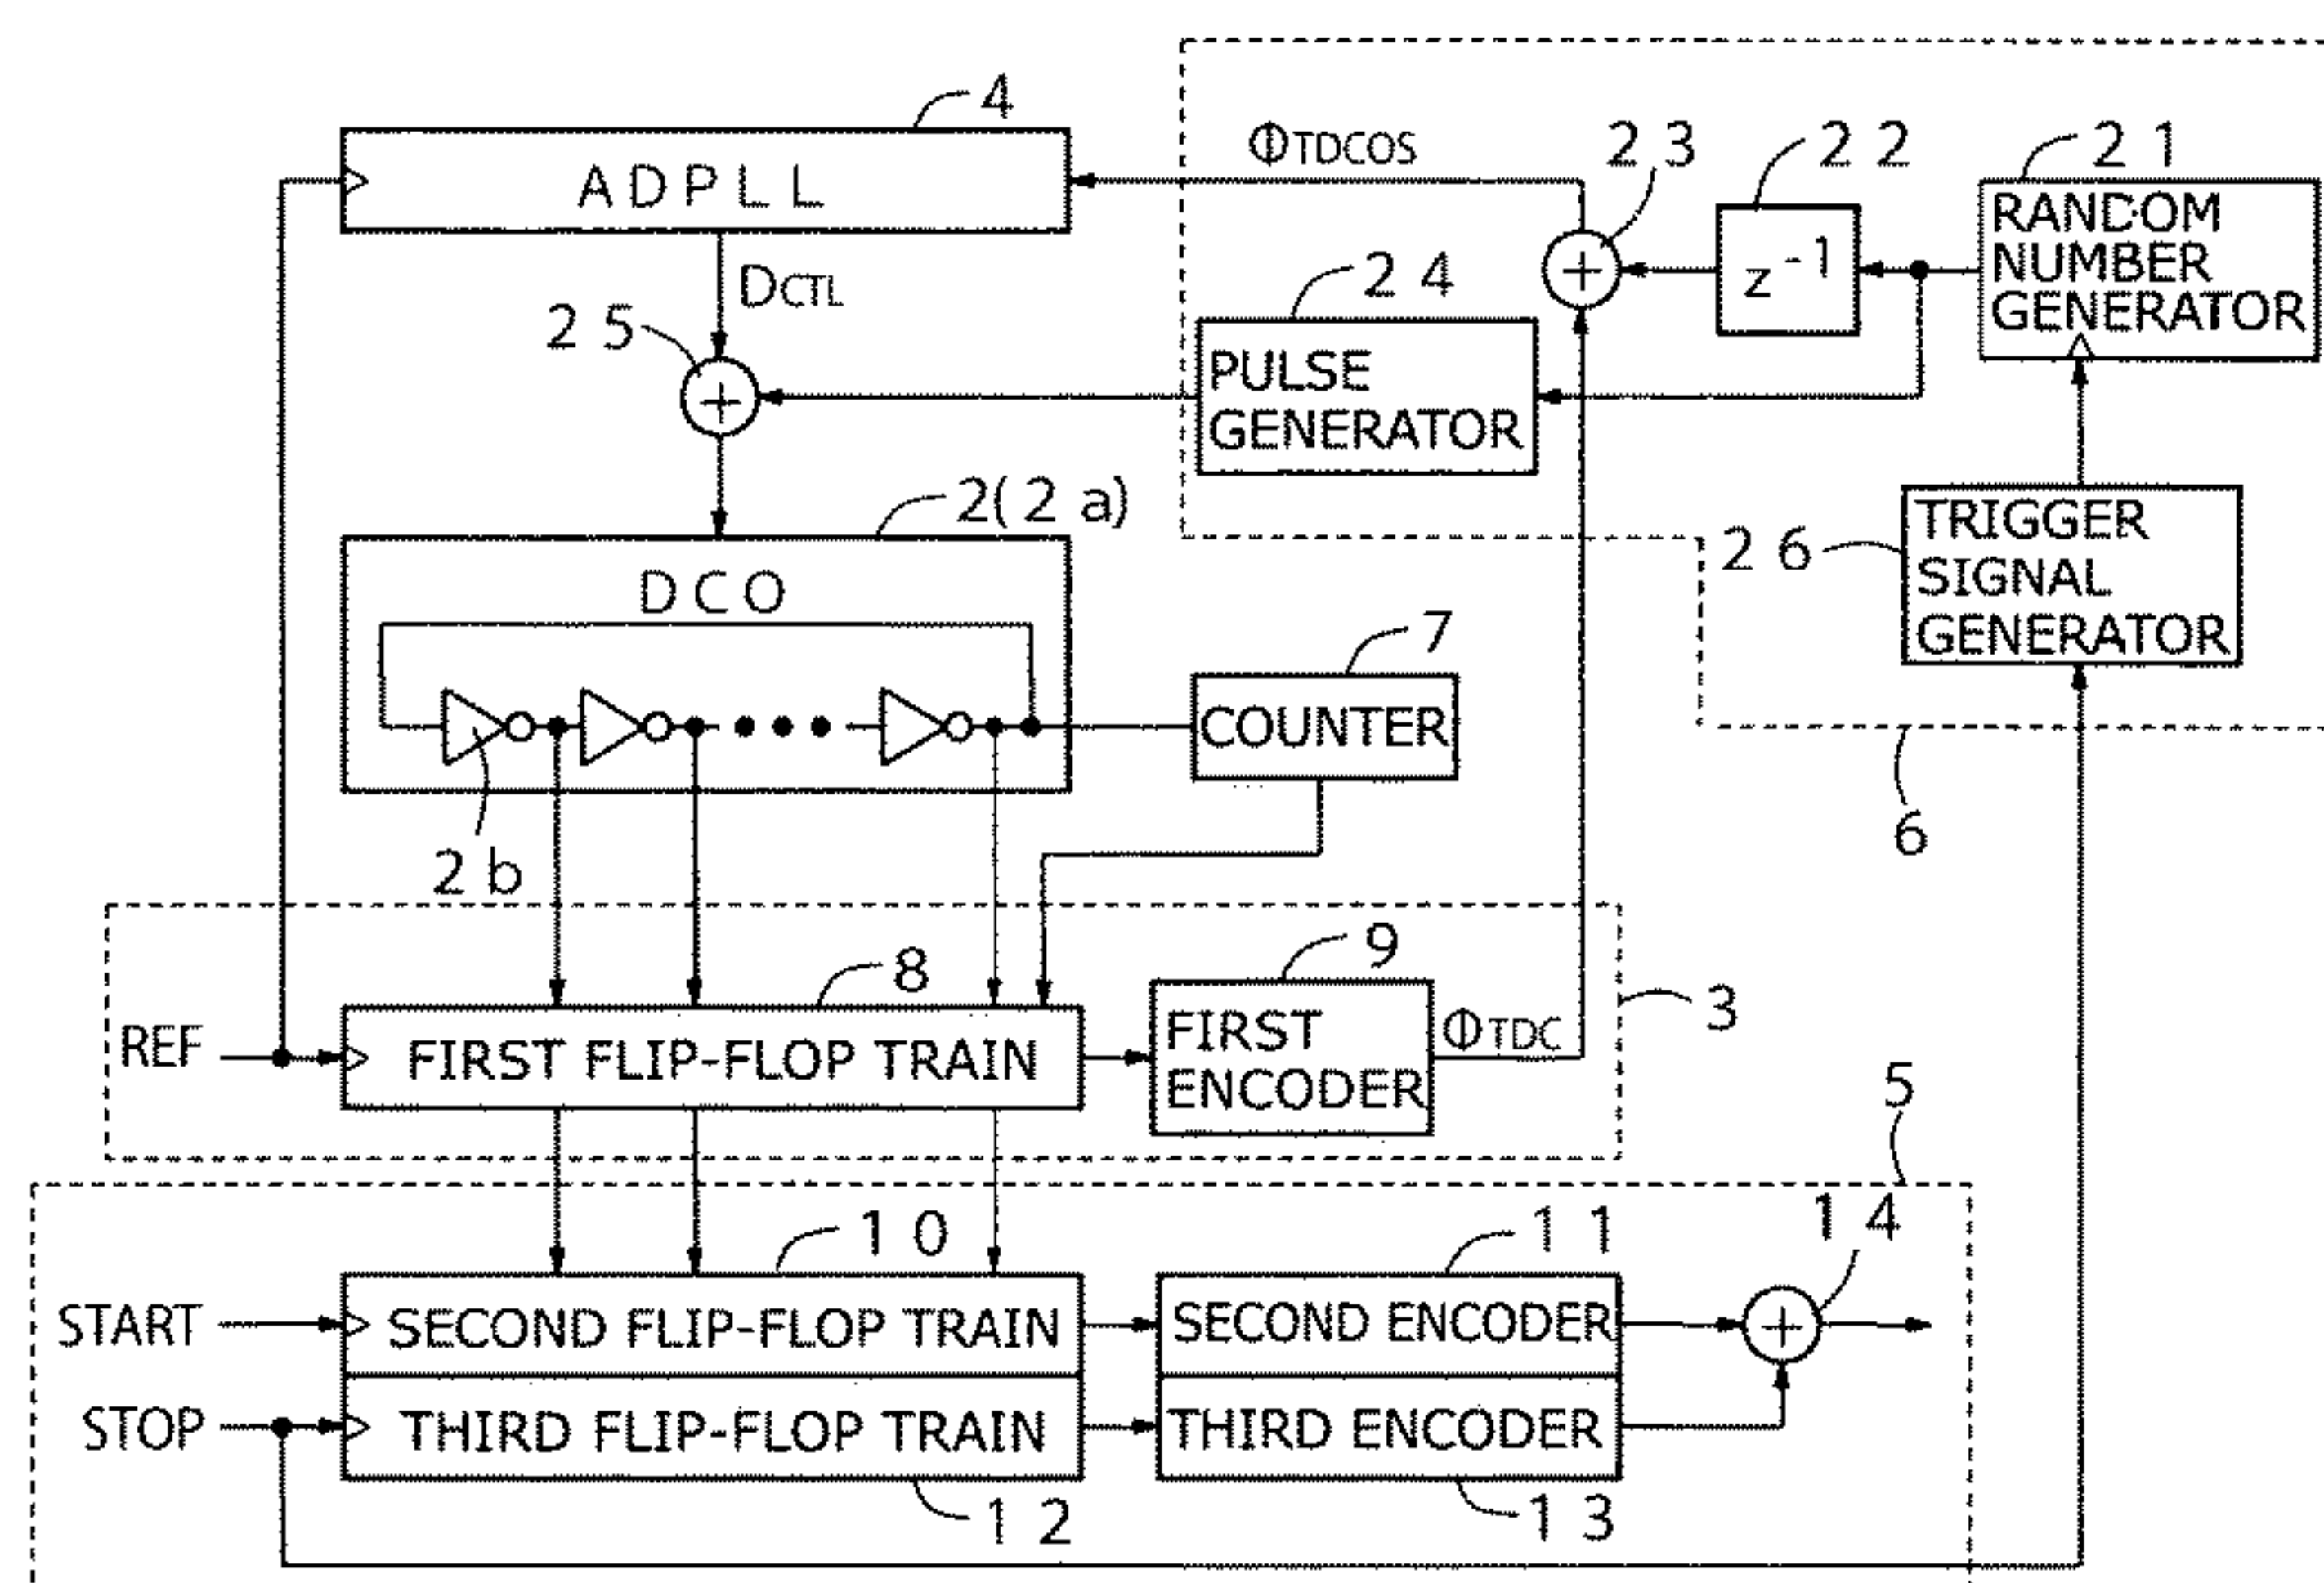 4
ADPLL
ΦTDCOS
23
22
21
RANDOM
NUMBER
GENERATOR
z-1
+
24
PULSE
GENERATOR
DCTL
25
+
2(2a)
DCO
26
TRIGGER
SIGNAL
GENERATOR
7
COUNTER
2b
6
8
9
REF
FIRST FLIP-FLOP TRAIN
FIRST
ENCODER
ΦTDC
3
5
10
11
14
START
SECOND FLIP-FLOP TRAIN
SECOND ENCODER
+
STOP
THIRD FLIP-FLOP TRAIN
THIRD ENCODER
12
13